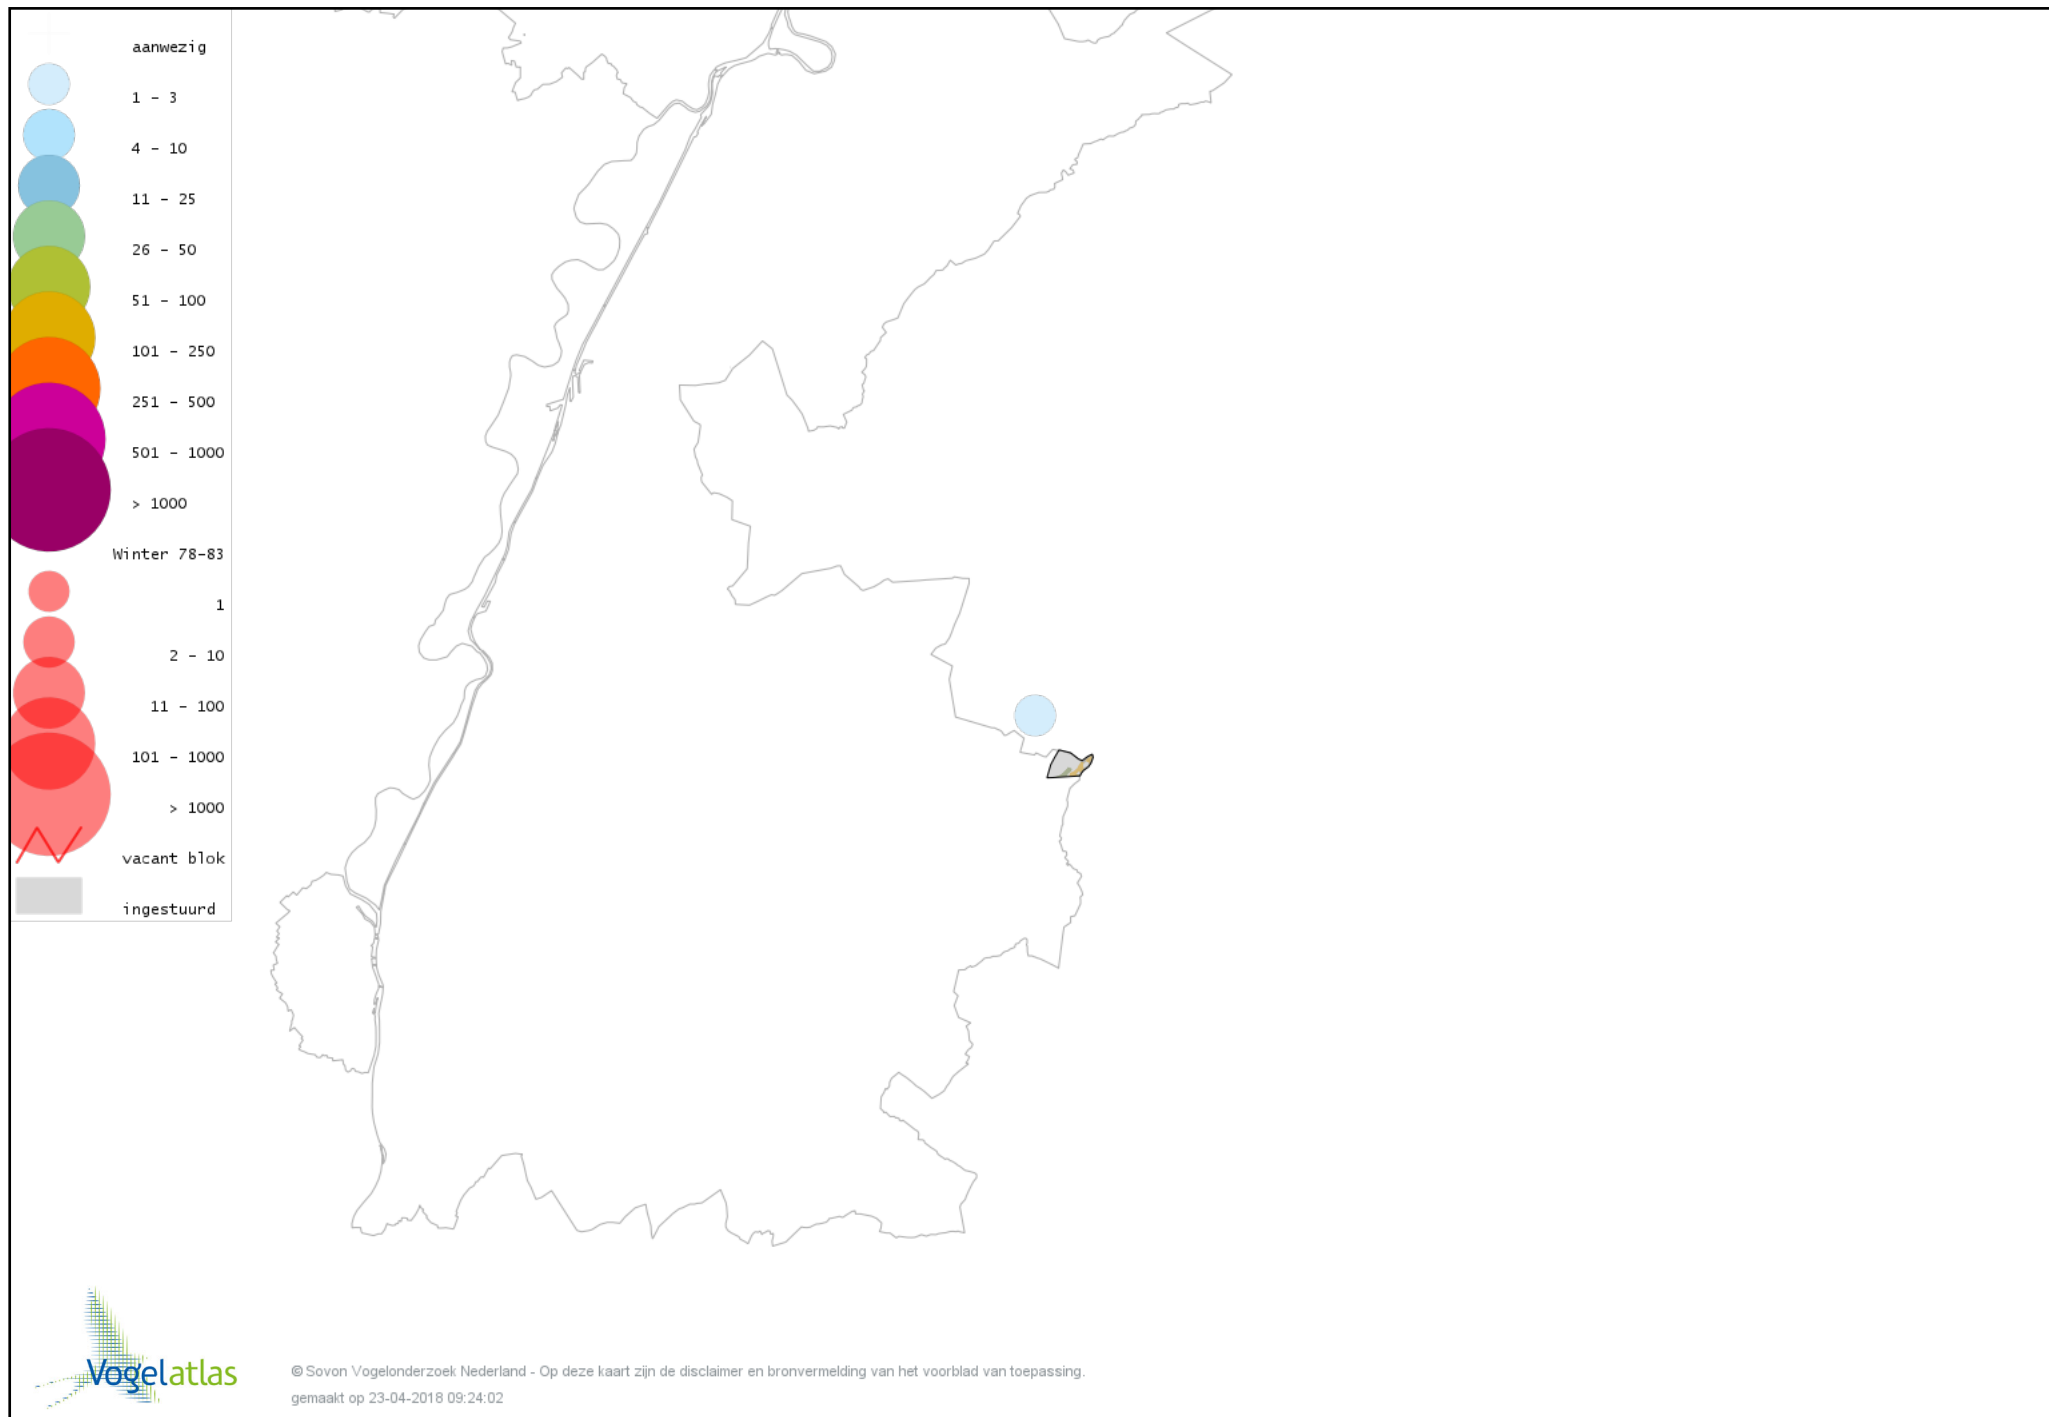 aanwezig
1 - 3
4 - 10
11 - 25
26 - 50
51 - 100
101 - 250
251 - 500
501 - 1000
> 1000
Winter 78-83
1
2 - 10
11 - 100
101 - 1000
> 1000
vacant blok
ingestuurd
Vogelatlas
© Sovon Vogelonderzoek Nederland - Op deze kaart zijn de disclaimer en bronvermelding van het voorblad van toepassing.
gemaakt op 23-04-2018 09:24:02